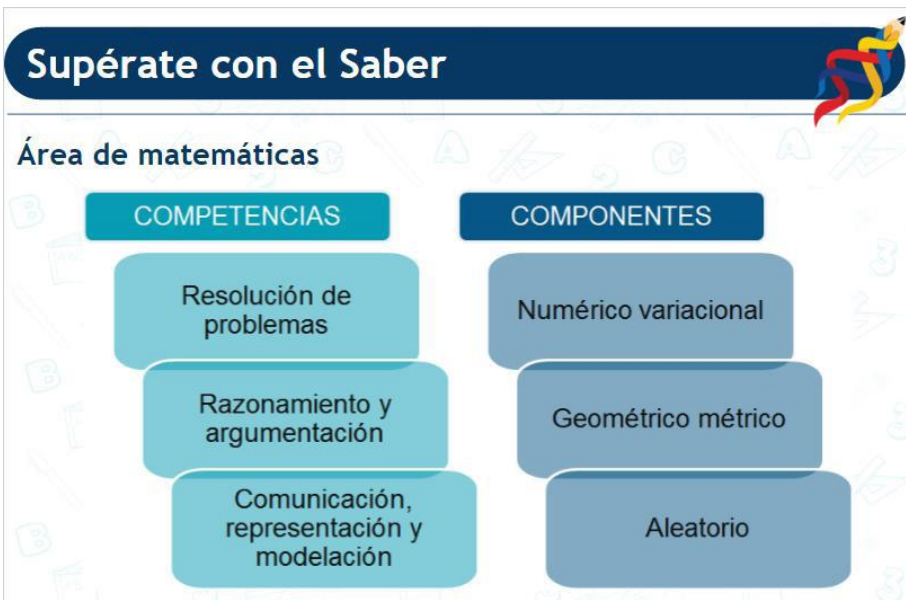 Supérate con el Saber
Área de matemáticas
COMPETENCIAS
Resolución de
problemas
Razonamiento y
argumentación
Comunicación,
representación y
modelación
COMPONENTES
Numérico variacional
Geométrico métrico
Aleatorio